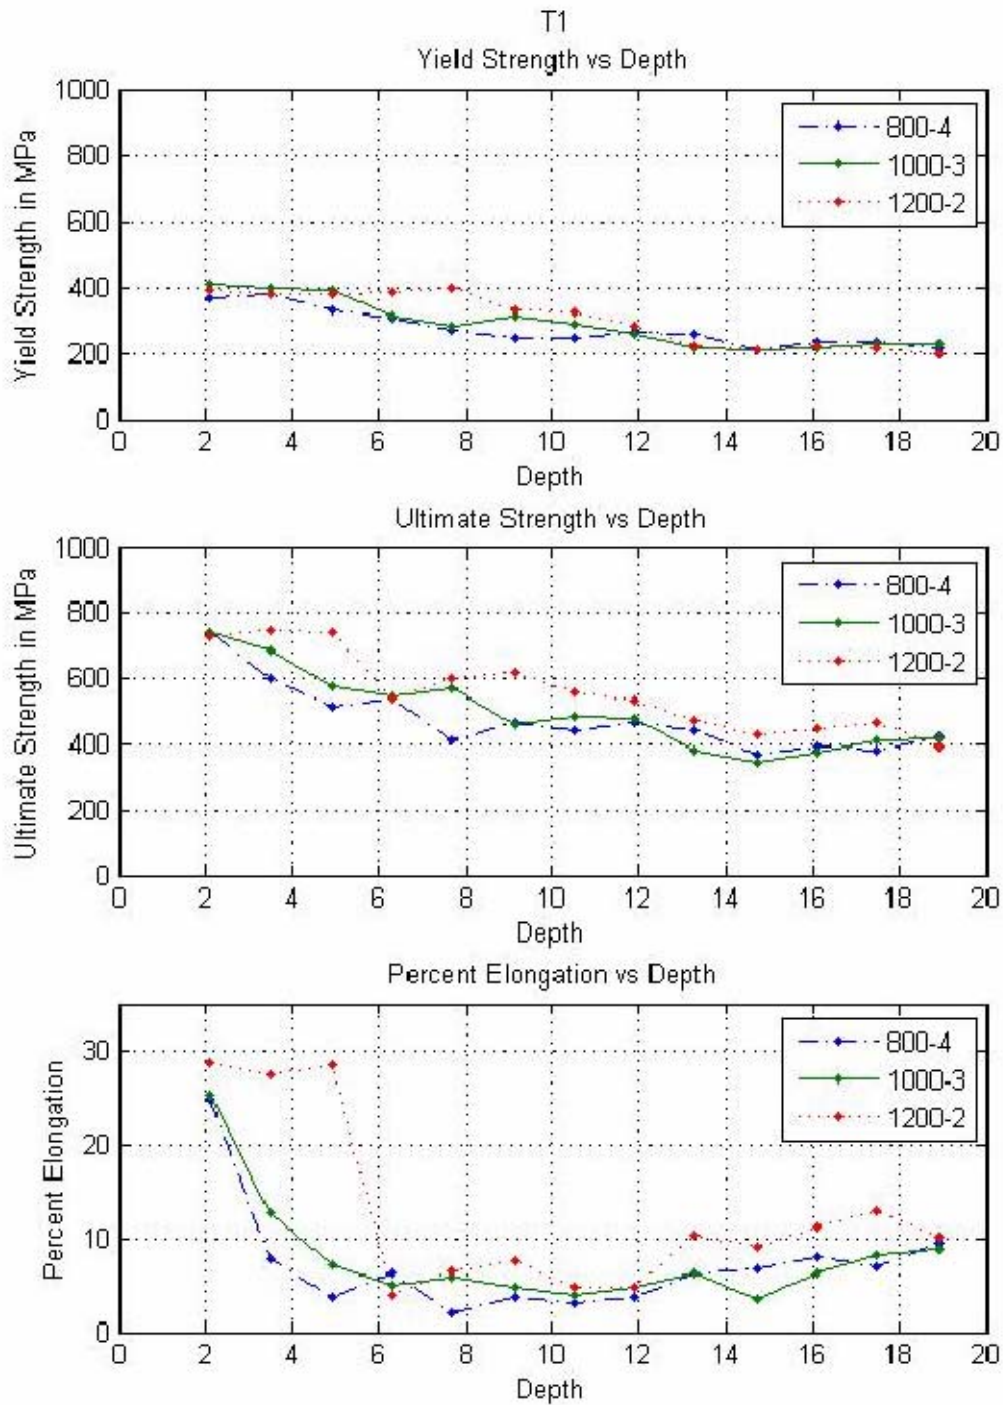 T1
Yield Strength vs Depth
1000
800
600
400
200
0
Yield Strength in MPa
800-4
1000-3
1200-2
0 2 4 6 8 10 12 14 16 18 20
Depth
Ultimate Strength vs Depth
1000
800
600
400
200
0
Ultimate Strength in MPa
800-4
1000-3
1200-2
0 2 4 6 8 10 12 14 16 18 20
Depth
Percent Elongation vs Depth
30
20
10
0
Percent Elongation
800-4
1000-3
1200-2
0 2 4 6 8 10 12 14 16 18 20
Depth